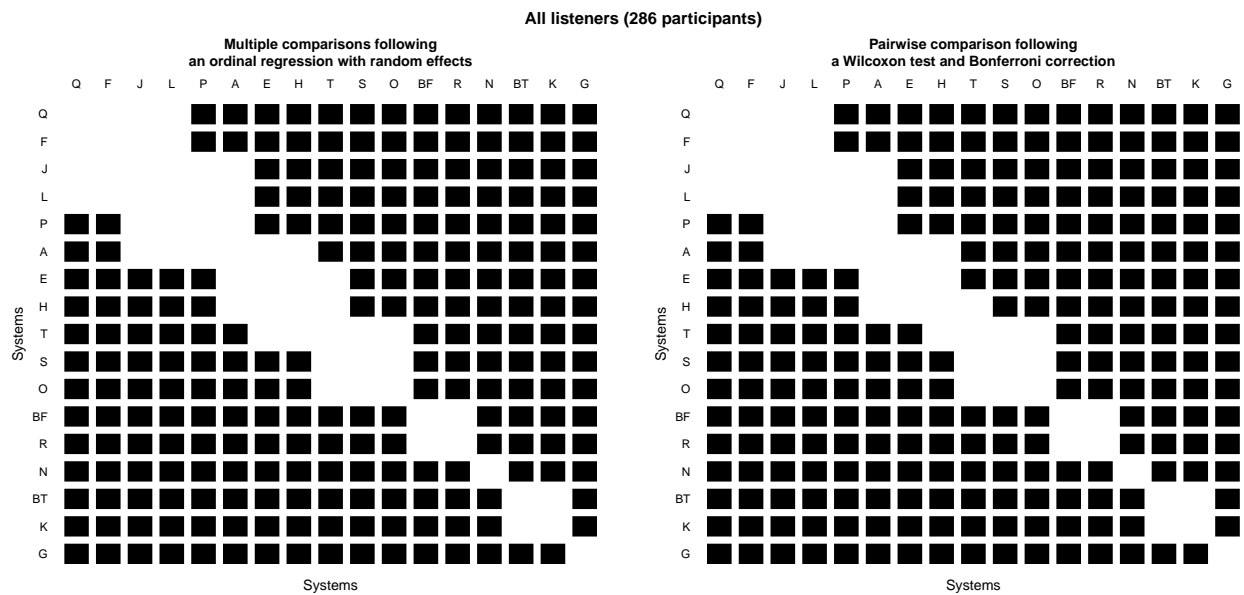 All listeners (286 participants)
Multiple comparisons following
an ordinal regression with random effects
Q F J L P A E H T S O BF R N BT K G
Q
F
J
L
P
A
E
H
T
S
O
BF
R
N
BT
K
G
Systems
Systems
Pairwise comparison following
a Wilcoxon test and Bonferroni correction
Q F J L P A E H T S O BF R N BT K G
Q
F
J
L
P
A
E
H
T
S
O
BF
R
N
BT
K
G
Systems
Systems